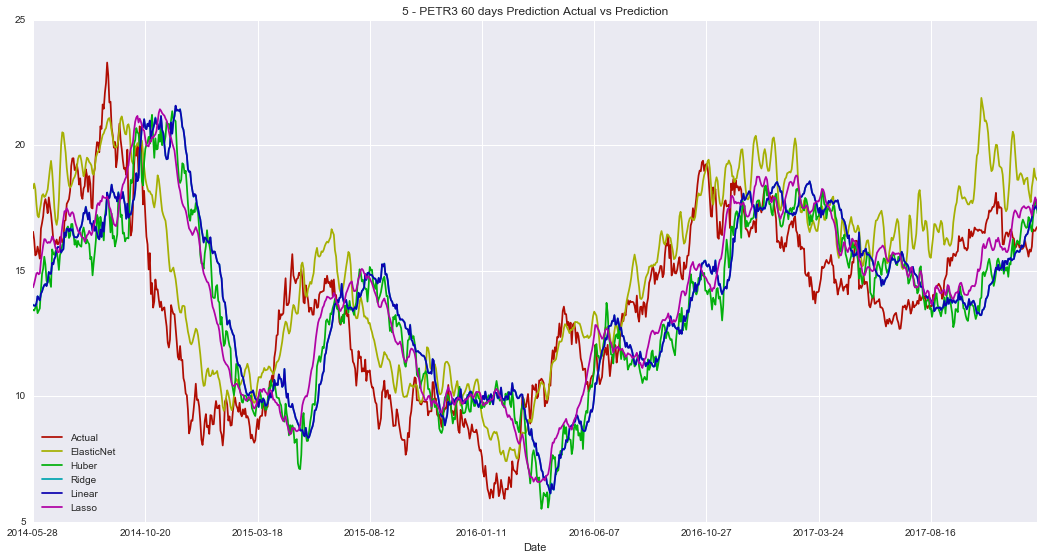 5 - PETR3 60 days Prediction Actual vs Prediction
25
20
15
10
5
Actual
ElasticNet
Huber
Ridge
Linear
Lasso
2014-05-28 2014-10-20 2015-03-18 2015-08-12 2016-01-11 2016-06-07 2016-10-27 2017-03-24 2017-08-16
Date